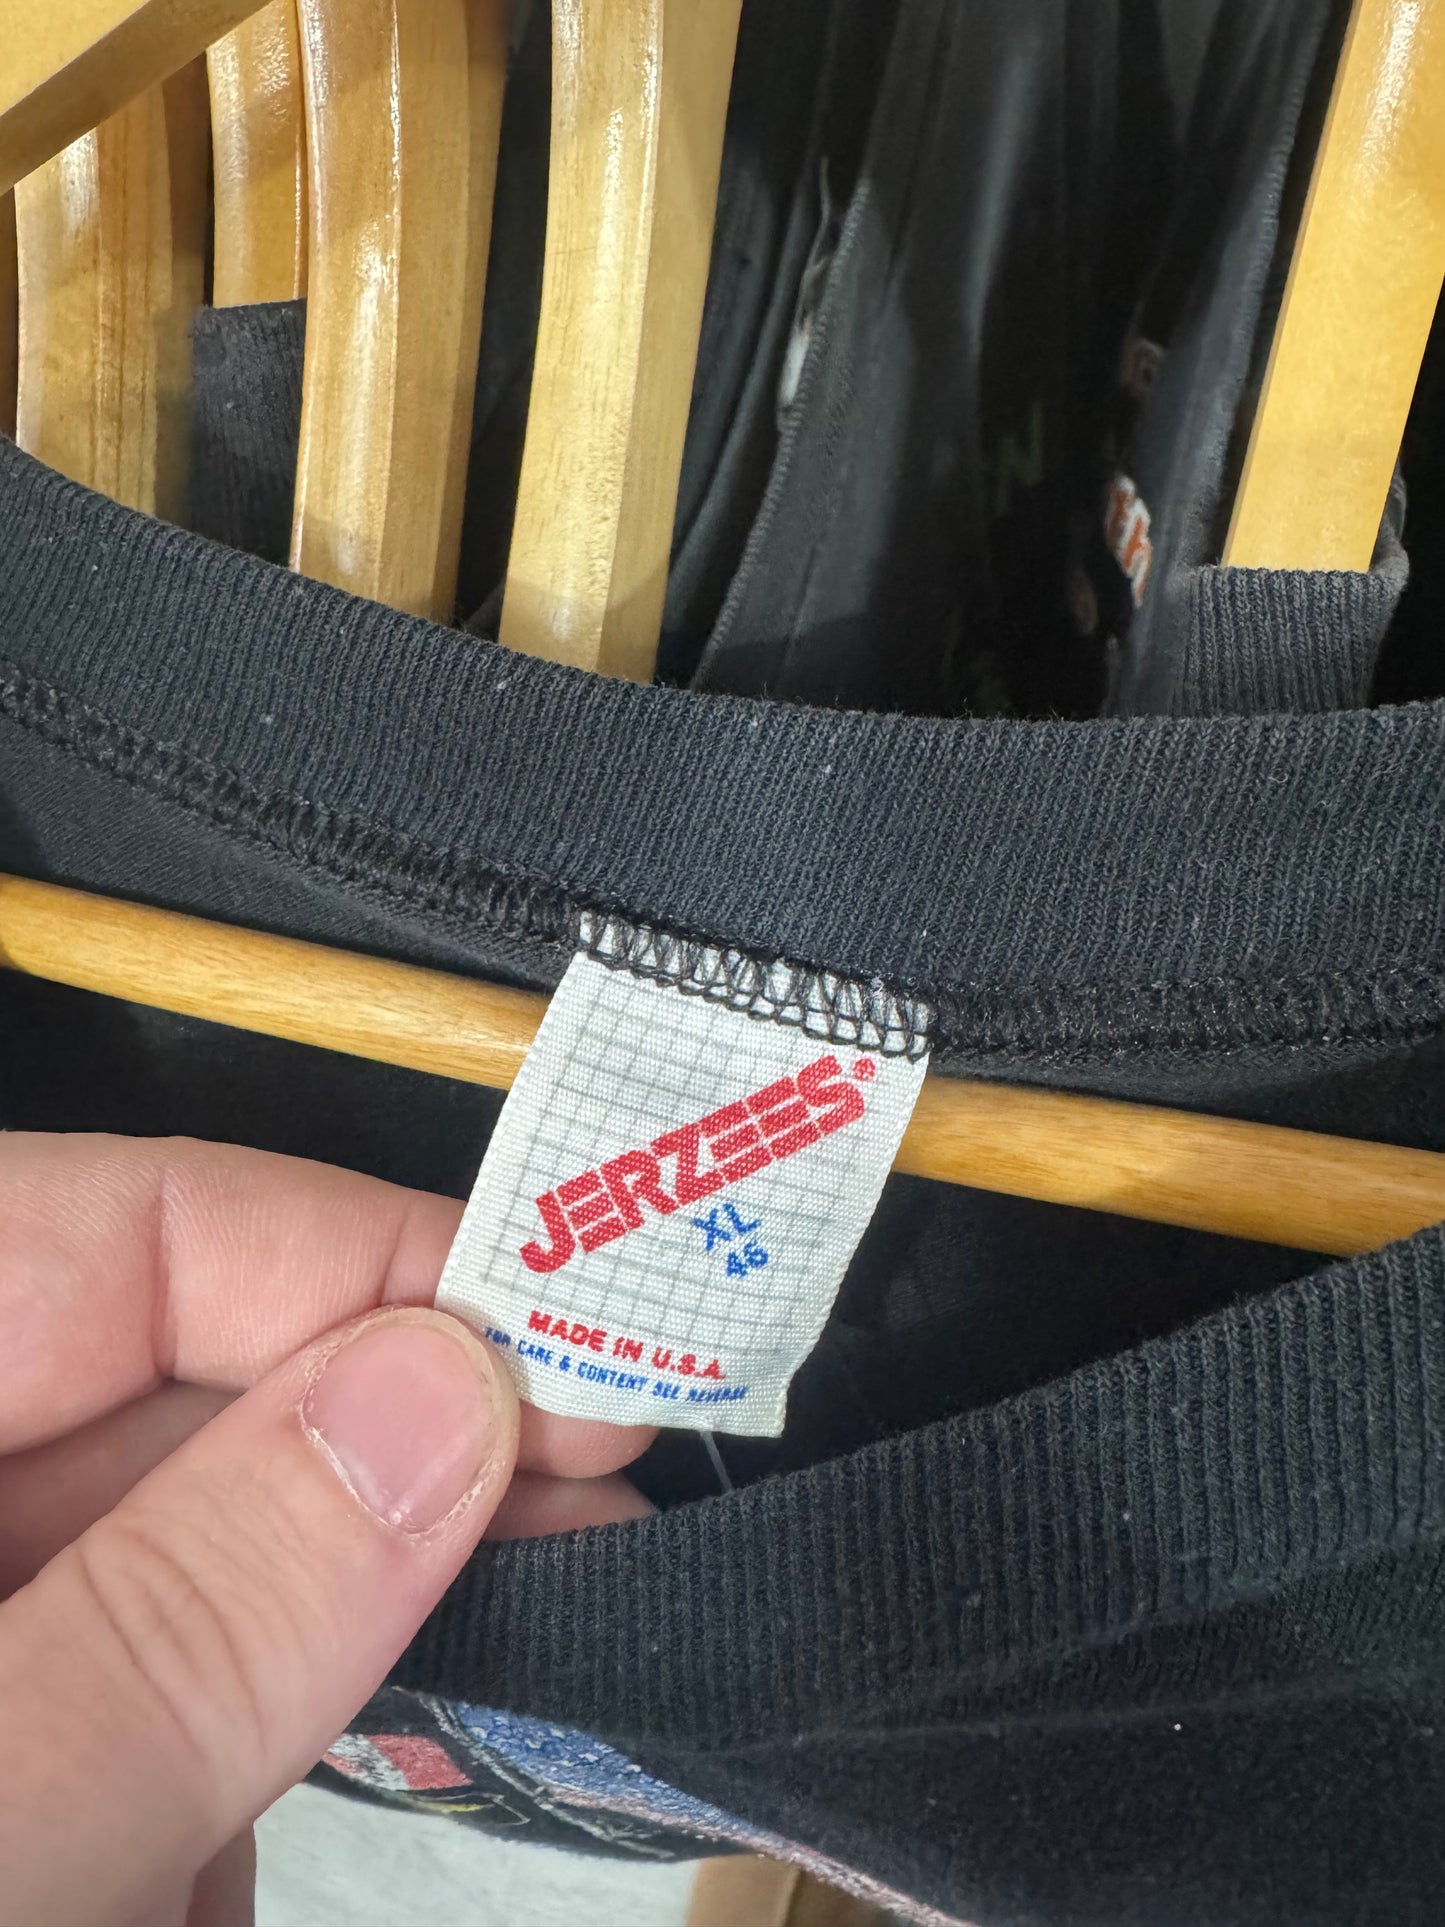 JERZEES®
XL
46
MADE IN U.S.A.
FOR CARE & CONTENT SEE REVERSE